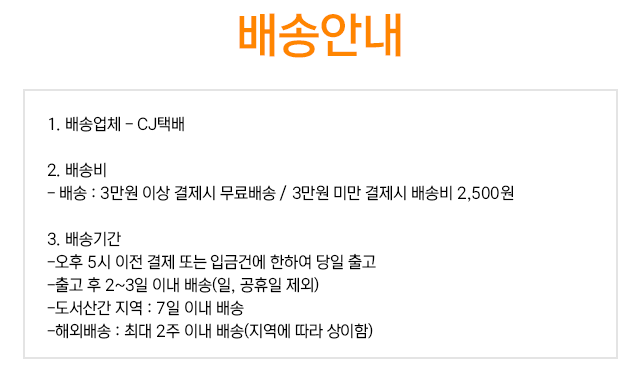 배송안내
1. 배송업체 - CJ택배
2. 배송비
- 배송 : 3만원 이상 결제시 무료배송 / 3만원 미만 결제시 배송비 2,500원
3. 배송기간
-오후 5시 이전 결제 또는 입금건에 한하여 당일 출고
-출고 후 2~3일 이내 배송(일, 공휴일 제외)
-도서산간 지역 : 7일 이내 배송
-해외배송 : 최대 2주 이내 배송(지역에 따라 상이함)